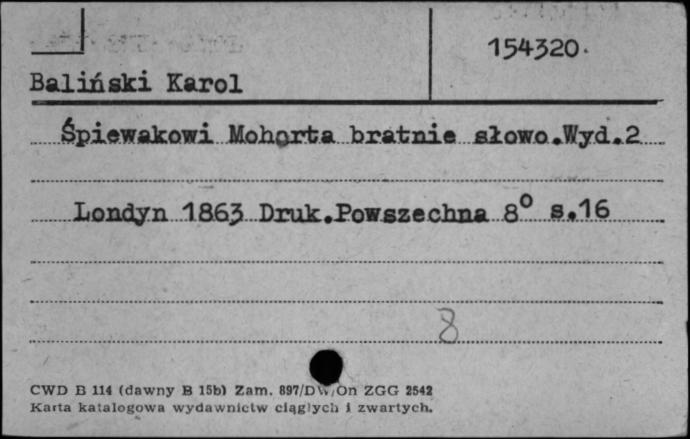 154320.
Baliński Karol
Śpiewakowi Mohorta bratnie słowo.Wyd.2
Londyn 1863 Druk.Powszechna 8° s.16
8
CWD B 114 (dawny B 15b) Zam. 897/DW/On ZGG 2542
Karta katalogowa wydawnictw ciągłych i zwartych.